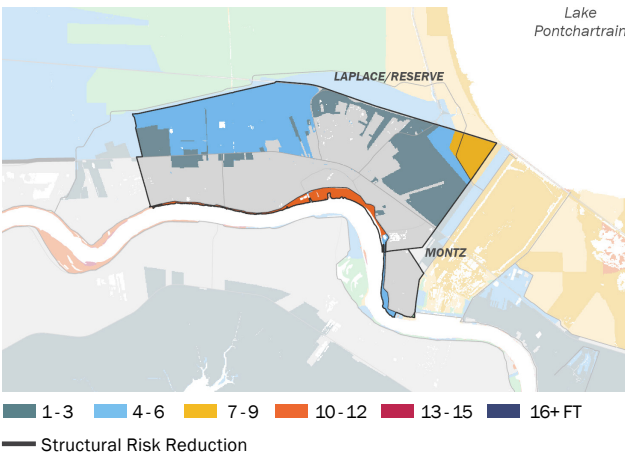 Lake
Pontchartrain
LAPLACE/RESERVE
MONTZ
1-3 4-6 7-9 10-12 13-15 16+ FT
Structural Risk Reduction